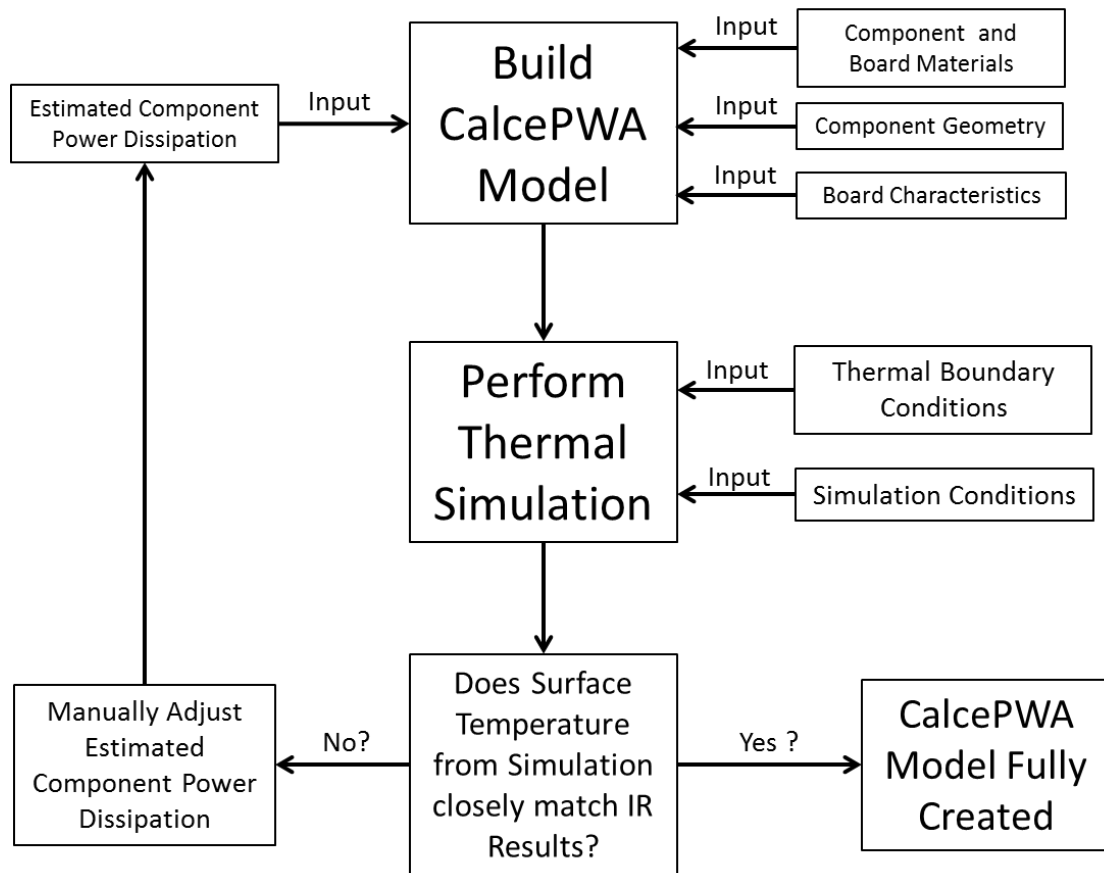 Build
CalcePWA
Model
Input
Component and
Board Materials
Input
Component Geometry
Input
Board Characteristics
Estimated Component
Power Dissipation
Input
Perform
Thermal
Simulation
Input
Thermal Boundary
Conditions
Input
Simulation Conditions
Does Surface
Temperature
from Simulation
closely match IR
Results?
No?
Manually Adjust
Estimated
Component Power
Dissipation
Yes ?
CalcePWA
Model Fully
Created